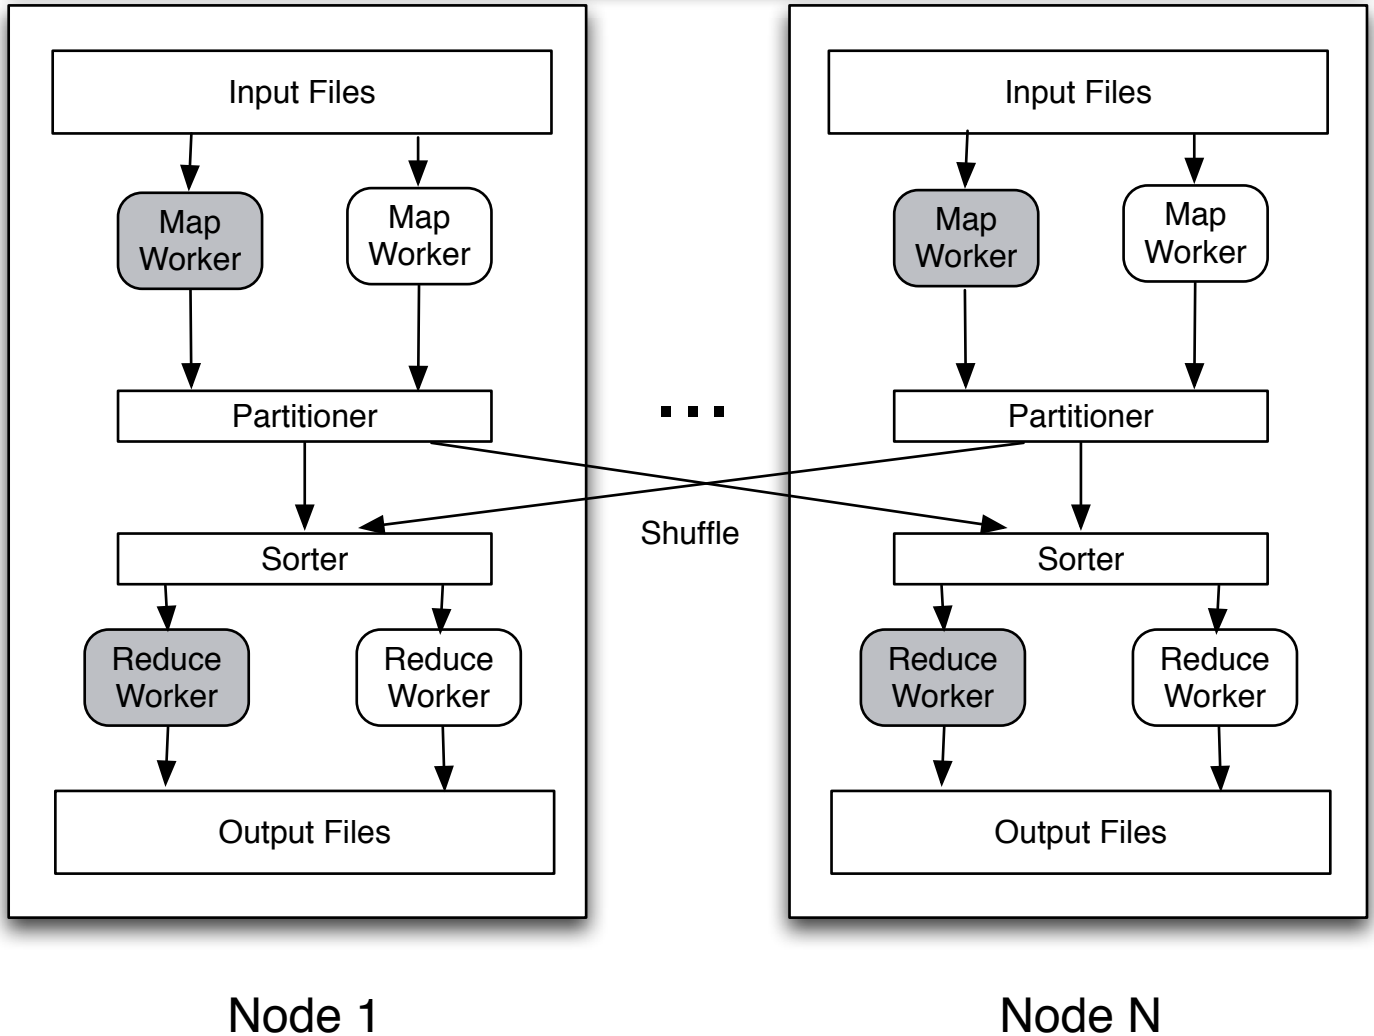 Input Files
Map
Worker
Map
Worker
Partitioner
Sorter
Reduce
Worker
Reduce
Worker
Output Files
Node 1
...
Shuffle
Input Files
Map
Worker
Map
Worker
Partitioner
Sorter
Reduce
Worker
Reduce
Worker
Output Files
Node N